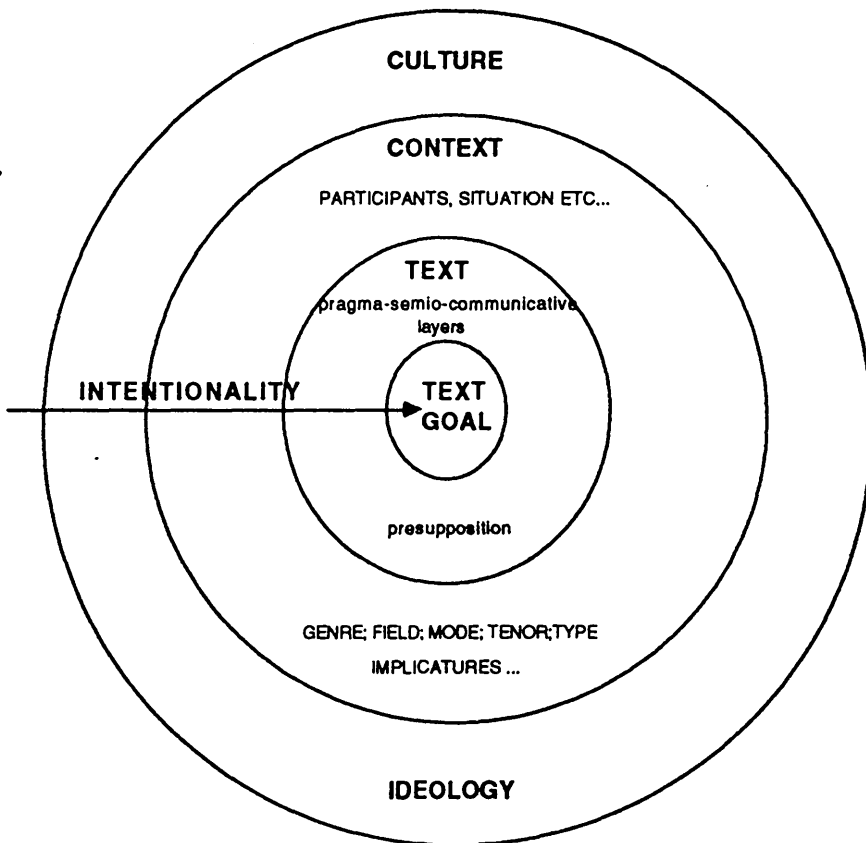 CULTURE
CONTEXT
PARTICIPANTS, SITUATION ETC...
TEXT
pragma-semio-communicative
layers
INTENTIONALITY
TEXT
GOAL
presupposition
GENRE; FIELD; MODE; TENOR;TYPE
IMPLICATURES ...
IDEOLOGY